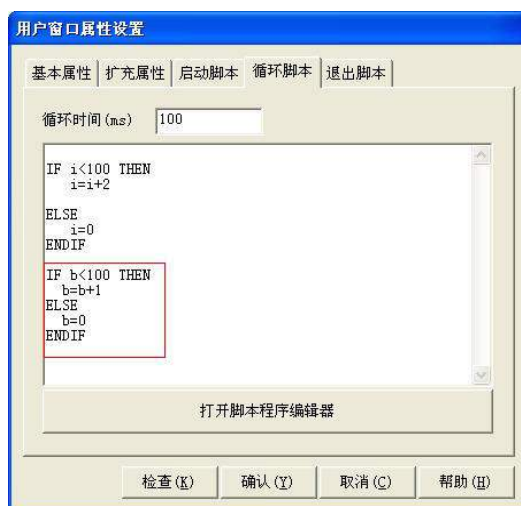 用户窗口属性设置
基本属性 扩充属性 启动脚本 循环脚本 退出脚本
循环时间(ms) 100
IF i<100 THEN
i=i+2
ELSE
i=0
ENDIF
IF b<100 THEN
b=b+1
ELSE
b=0
ENDIF
打开脚本程序编辑器
检查(K) 确认(Y) 取消(C) 帮助(H)